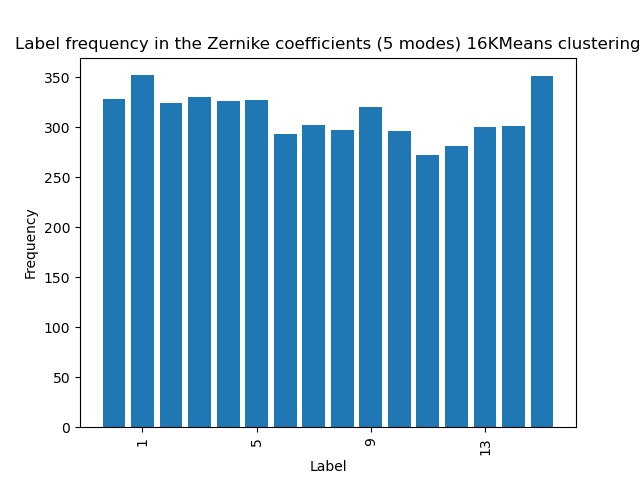 Label frequency in the Zernike coefficients (5 modes) 16KMeans clustering
350
300
250
200
150
100
50
0
Frequency
1 5 9 13
Label